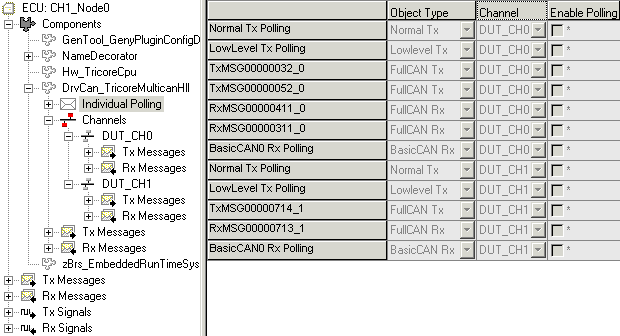 ECU: CH1_Node0
Components
GenTool_GenyPluginConfigD
NameDecorator
Hw_TricoreCpu
DrvCan_TricoreMulticanHll
Individual Polling
Channels
DUT_CH0
Tx Messages
Rx Messages
DUT_CH1
Tx Messages
Rx Messages
Tx Messages
Rx Messages
zBrs_EmbeddedRunTimeSys
Tx Messages
Rx Messages
Tx Signals
Rx Signals
Object Type Channel Enable Polling
Normal Tx Polling Normal Tx DUT_CH0 *
LowLevel Tx Polling Lowlevel Tx DUT_CH0 *
TxMSG00000032_0 FullCAN Tx DUT_CH0 *
TxMSG00000052_0 FullCAN Tx DUT_CH0 *
RxMSG00000411_0 FullCAN Rx DUT_CH0 *
RxMSG00000311_0 FullCAN Rx DUT_CH0 *
BasicCAN0 Rx Polling BasicCAN Rx DUT_CH0 *
Normal Tx Polling Normal Tx DUT_CH1 *
LowLevel Tx Polling Lowlevel Tx DUT_CH1 *
TxMSG00000714_1 FullCAN Tx DUT_CH1 *
RxMSG00000713_1 FullCAN Rx DUT_CH1 *
BasicCAN0 Rx Polling BasicCAN Rx DUT_CH1 *